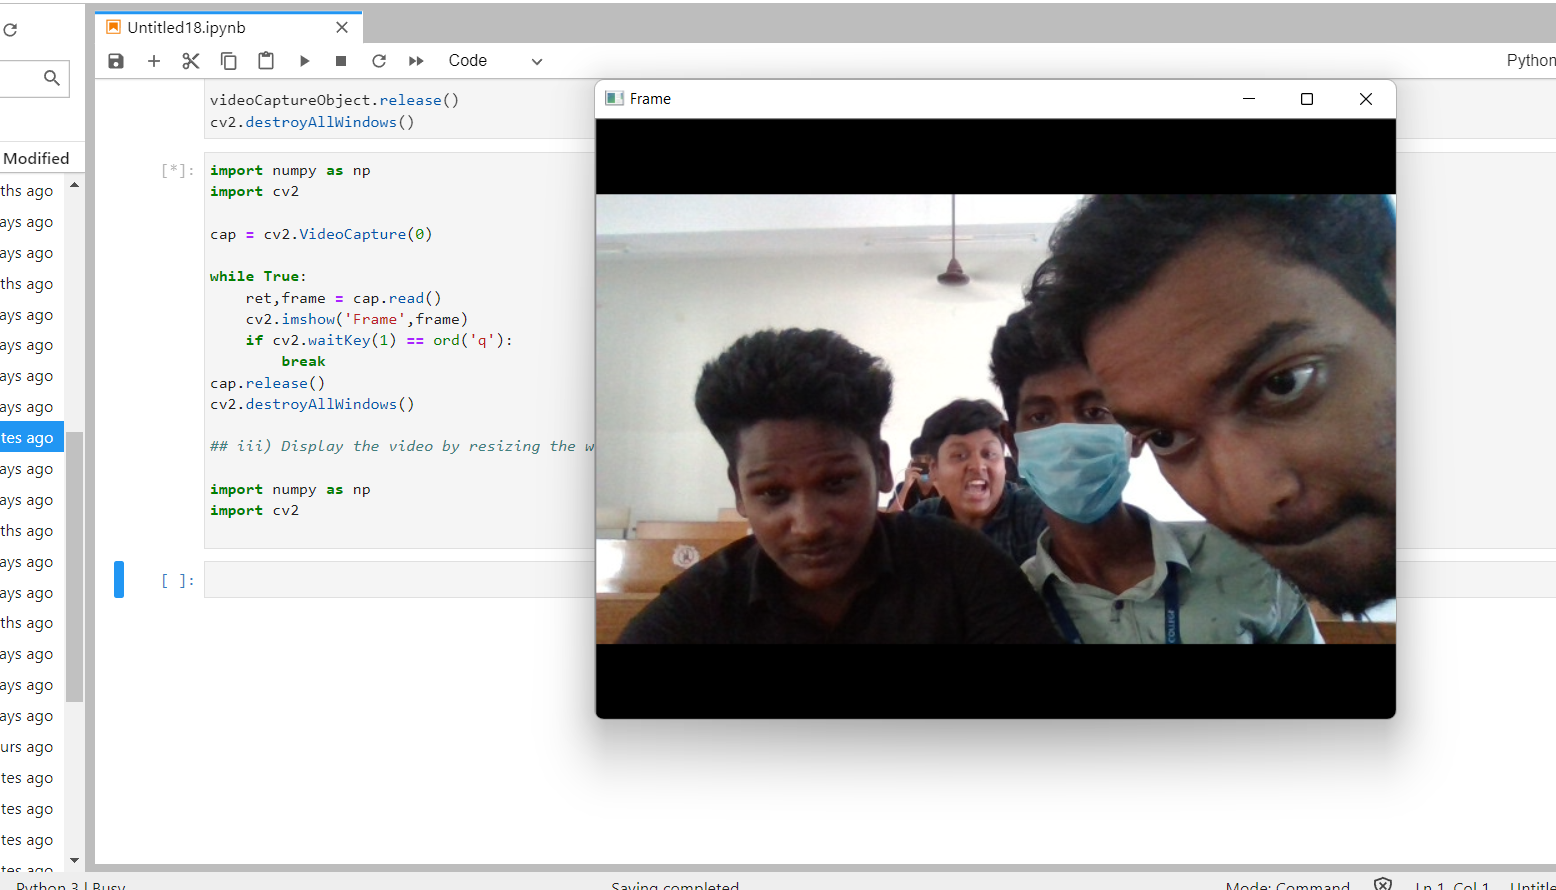 Untitled18.ipynb
Code
Python
Modified
ths ago
ays ago
ays ago
ths ago
ays ago
ays ago
ays ago
ays ago
tes ago
ays ago
ays ago
ths ago
ays ago
ays ago
ths ago
ays ago
ays ago
ays ago
urs ago
tes ago
tes ago
tes ago
tes ago
videoCaptureObject.release()
cv2.destroyAllWindows()
[*]:
import numpy as np
import cv2
cap = cv2.VideoCapture(0)
while True:
    ret,frame = cap.read()
    cv2.imshow('Frame',frame)
    if cv2.waitKey(1) == ord('q'):
        break
cap.release()
cv2.destroyAllWindows()
## iii) Display the video by resizing the w
import numpy as np
import cv2
[ ]:
Frame
COLLEGE
Python 3 | Busy
Saving completed
Mode: Command
Ln 1, Col 1
Untitle